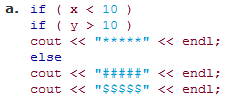 a. if ( x < 10 )
if ( y > 10 )
cout << "*****" << endl;
else
cout << "#####" << endl;
cout << "$$$$$" << endl;